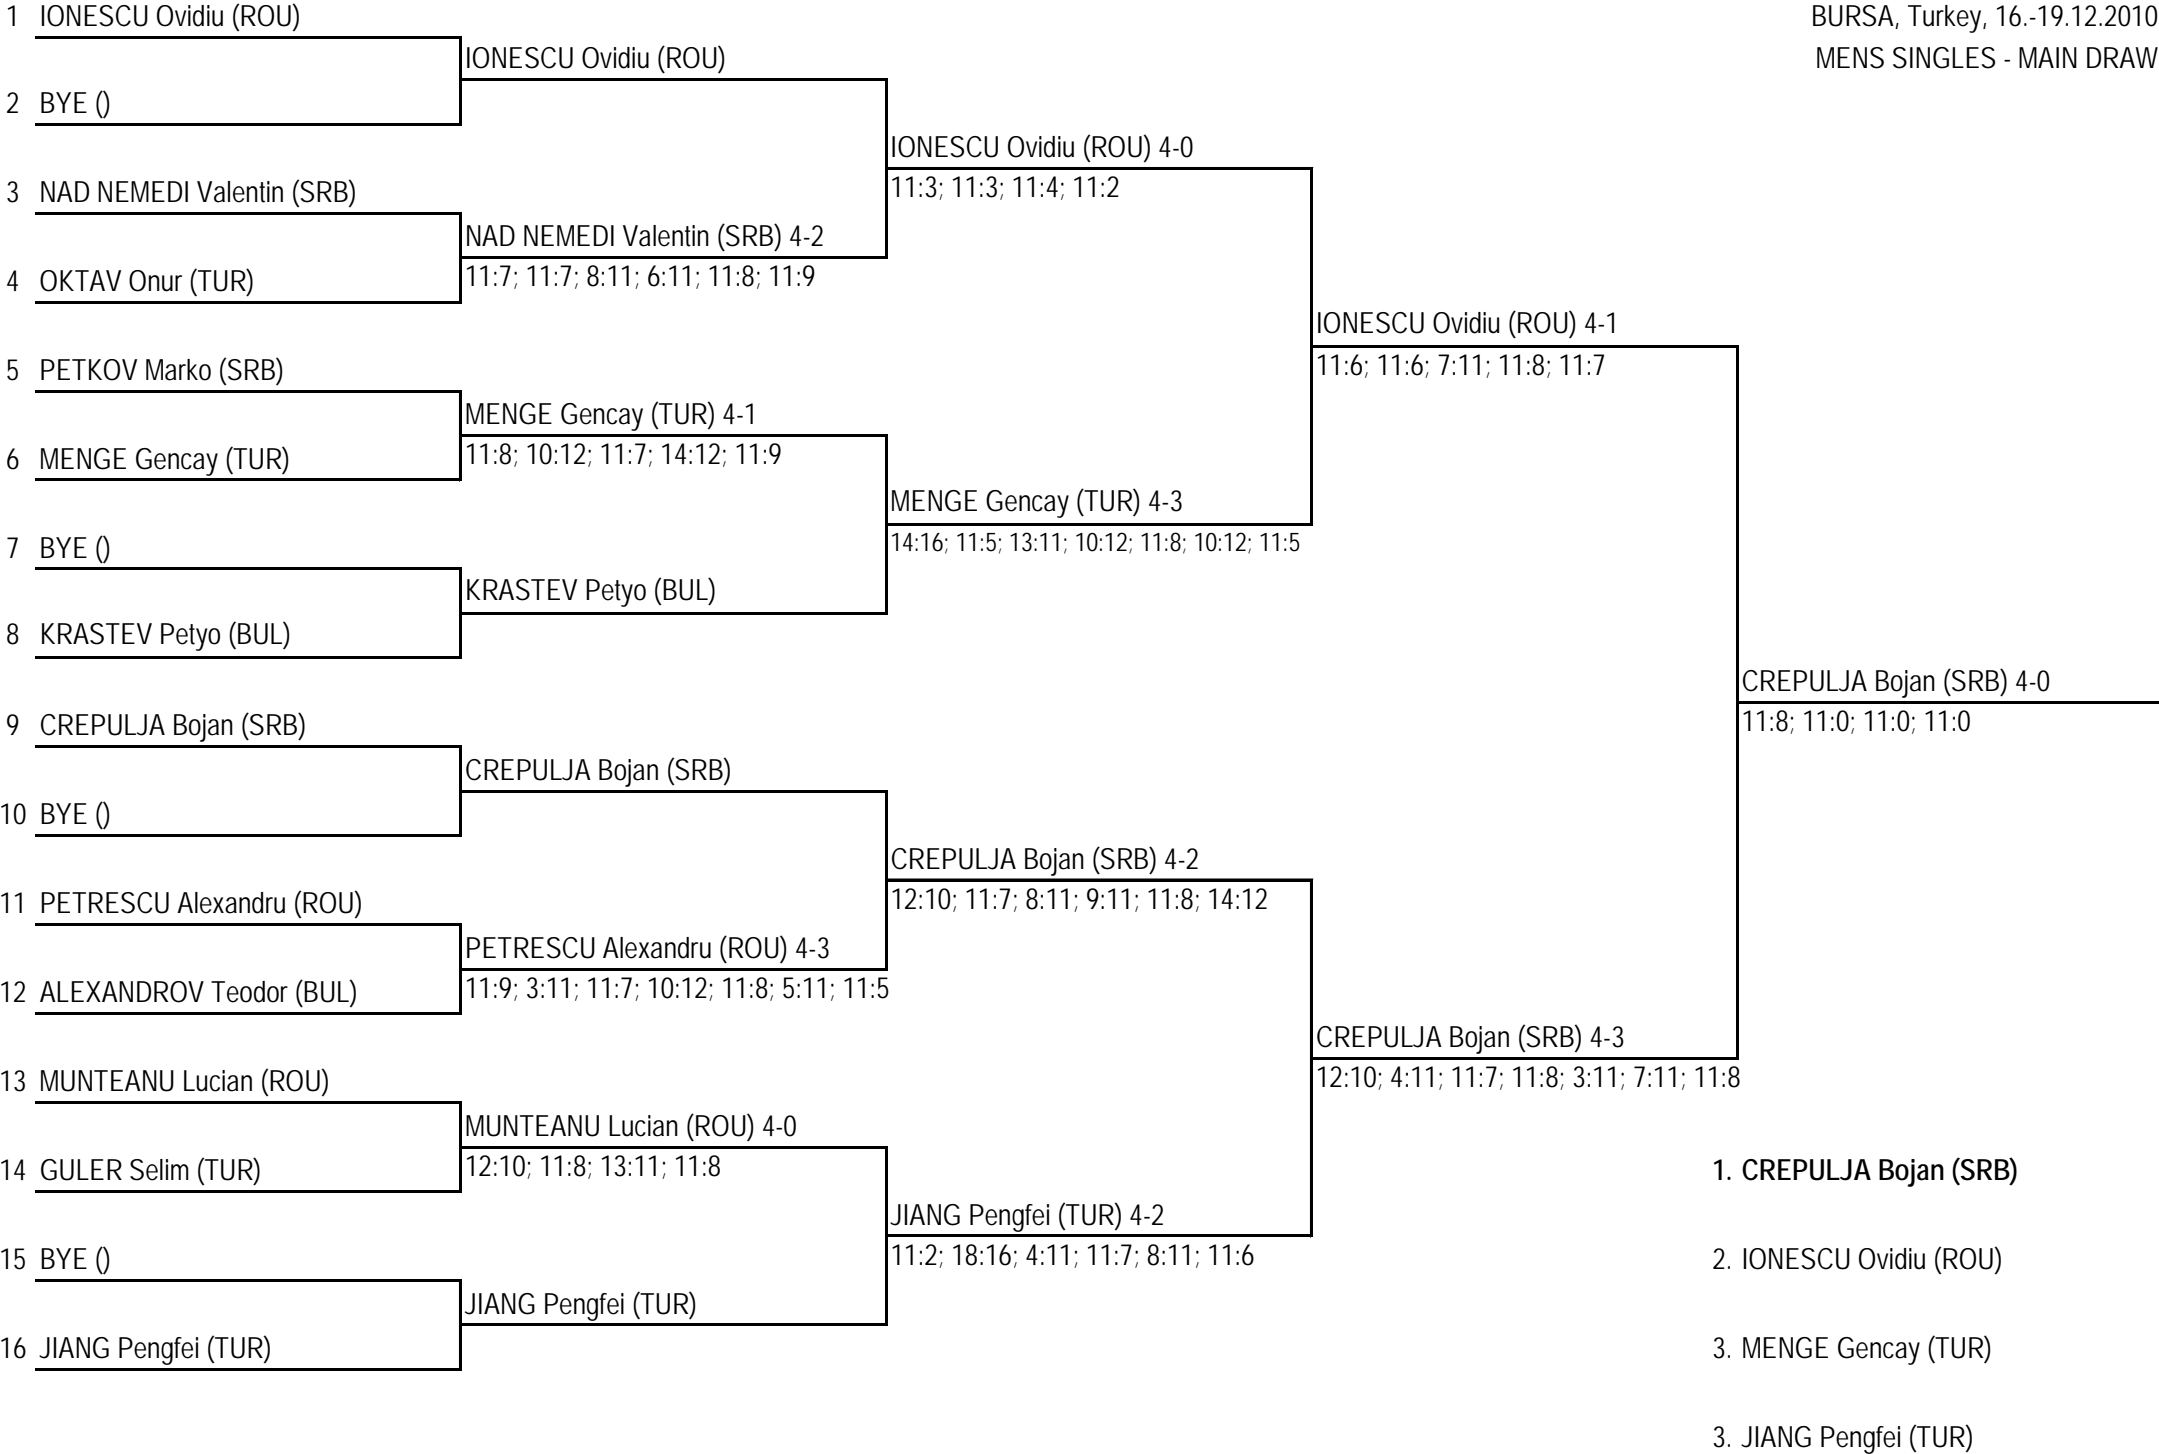 BURSA, Turkey, 16.-19.12.2010
MENS SINGLES - MAIN DRAW
1 IONESCU Ovidiu (ROU)
2 BYE ()
3 NAD NEMEDI Valentin (SRB)
4 OKTAV Onur (TUR)
5 PETKOV Marko (SRB)
6 MENGE Gencay (TUR)
7 BYE ()
8 KRASTEV Petyo (BUL)
9 CREPULJA Bojan (SRB)
10 BYE ()
11 PETRESCU Alexandru (ROU)
12 ALEXANDROV Teodor (BUL)
13 MUNTEANU Lucian (ROU)
14 GULER Selim (TUR)
15 BYE ()
16 JIANG Pengfei (TUR)
IONESCU Ovidiu (ROU)
NAD NEMEDI Valentin (SRB) 4-2
11:7; 11:7; 8:11; 6:11; 11:8; 11:9
MENGE Gencay (TUR) 4-1
11:8; 10:12; 11:7; 14:12; 11:9
KRASTEV Petyo (BUL)
CREPULJA Bojan (SRB)
PETRESCU Alexandru (ROU) 4-3
11:9; 3:11; 11:7; 10:12; 11:8; 5:11; 11:5
MUNTEANU Lucian (ROU) 4-0
12:10; 11:8; 13:11; 11:8
JIANG Pengfei (TUR)
IONESCU Ovidiu (ROU) 4-0
11:3; 11:3; 11:4; 11:2
MENGE Gencay (TUR) 4-3
14:16; 11:5; 13:11; 10:12; 11:8; 10:12; 11:5
CREPULJA Bojan (SRB) 4-2
12:10; 11:7; 8:11; 9:11; 11:8; 14:12
JIANG Pengfei (TUR) 4-2
11:2; 18:16; 4:11; 11:7; 8:11; 11:6
IONESCU Ovidiu (ROU) 4-1
11:6; 11:6; 7:11; 11:8; 11:7
CREPULJA Bojan (SRB) 4-3
12:10; 4:11; 11:7; 11:8; 3:11; 7:11; 11:8
CREPULJA Bojan (SRB) 4-0
11:8; 11:0; 11:0; 11:0
1. CREPULJA Bojan (SRB)
2. IONESCU Ovidiu (ROU)
3. MENGE Gencay (TUR)
3. JIANG Pengfei (TUR)